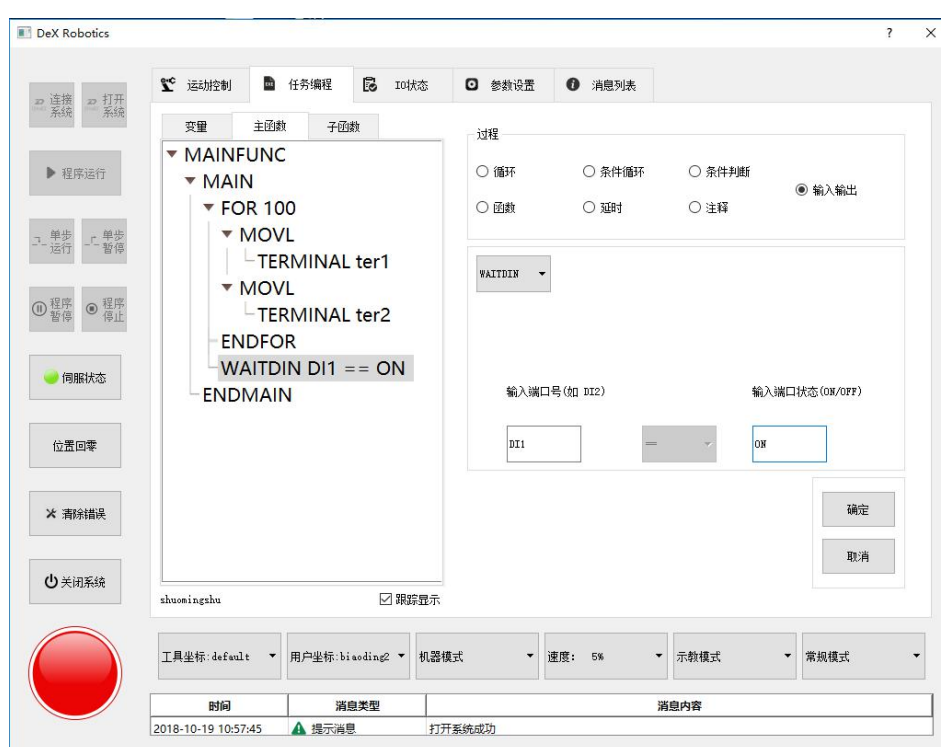 DeX Robotics
? ×
连接系统 打开系统
程序运行
单步运行 单步暂停
程序暂停 程序停止
伺服状态
位置回零
清除错误
关闭系统
运动控制 任务编程 IO状态 参数设置 消息列表
变量 主函数 子函数
MAINFUNC
MAIN
FOR 100
MOVL
TERMINAL ter1
MOVL
TERMINAL ter2
ENDFOR
WAITDIN DI1 == ON
ENDMAIN
shuomingshu 跟踪显示
过程
循环 条件循环 条件判断 输入输出
函数 延时 注释
WAITDIN
输入端口号(如 DI2) 输入端口状态(ON/OFF)
DI1 == ON
确定
取消
工具坐标:default 用户坐标:biaoding2 机器模式 速度: 5% 示教模式 常规模式
时间 消息类型 消息内容
2018-10-19 10:57:45 提示消息 打开系统成功